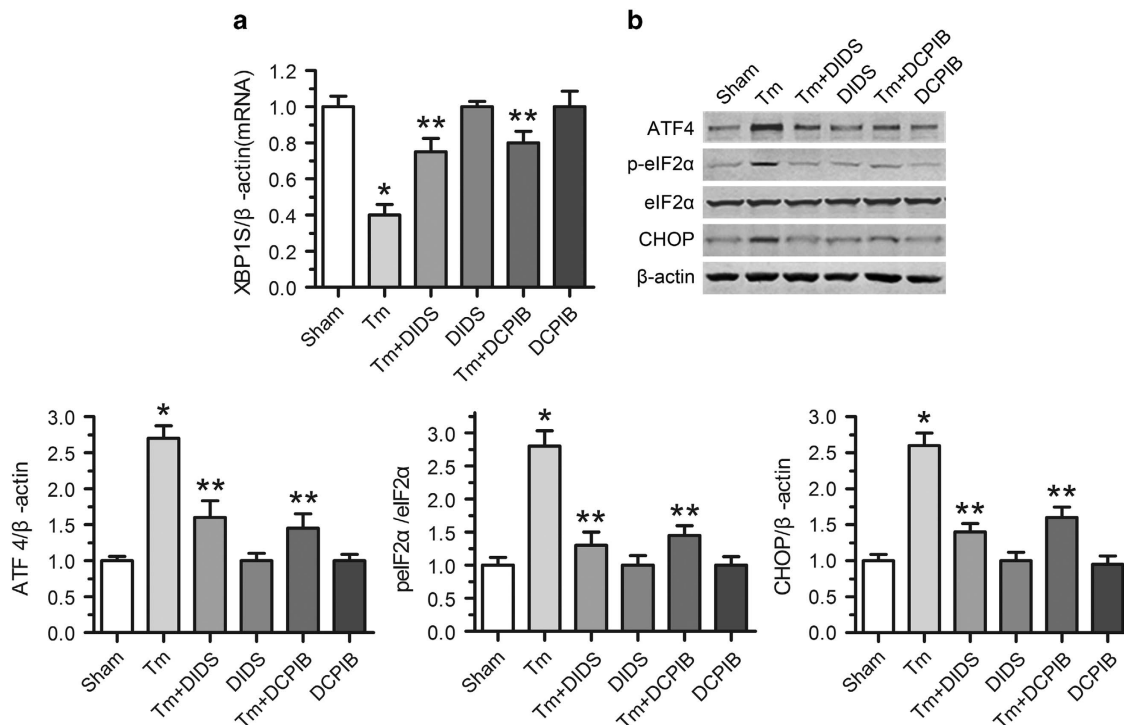 a
XBP1S/β -actin(mRNA)
1.2
1.0
0.8
0.6
0.4
0.2
0.0
*
**
**
Sham
Tm
Tm+DIDS
DIDS
Tm+DCPIB
DCPIB
b
Sham
Tm
Tm+DIDS
DIDS
Tm+DCPIB
DCPIB
ATF4
p-eIF2α
eIF2α
CHOP
β-actin
ATF 4/β -actin
3.0
2.5
2.0
1.5
1.0
0.5
0.0
*
**
**
Sham
Tm
Tm+DIDS
DIDS
Tm+DCPIB
DCPIB
peIF2α /eIF2α
3.0
2.5
2.0
1.5
1.0
0.5
0.0
*
**
**
Sham
Tm
Tm+DIDS
DIDS
Tm+DCPIB
DCPIB
CHOP/β -actin
3.0
2.5
2.0
1.5
1.0
0.5
0.0
*
**
**
Sham
Tm
Tm+DIDS
DIDS
Tm+DCPIB
DCPIB